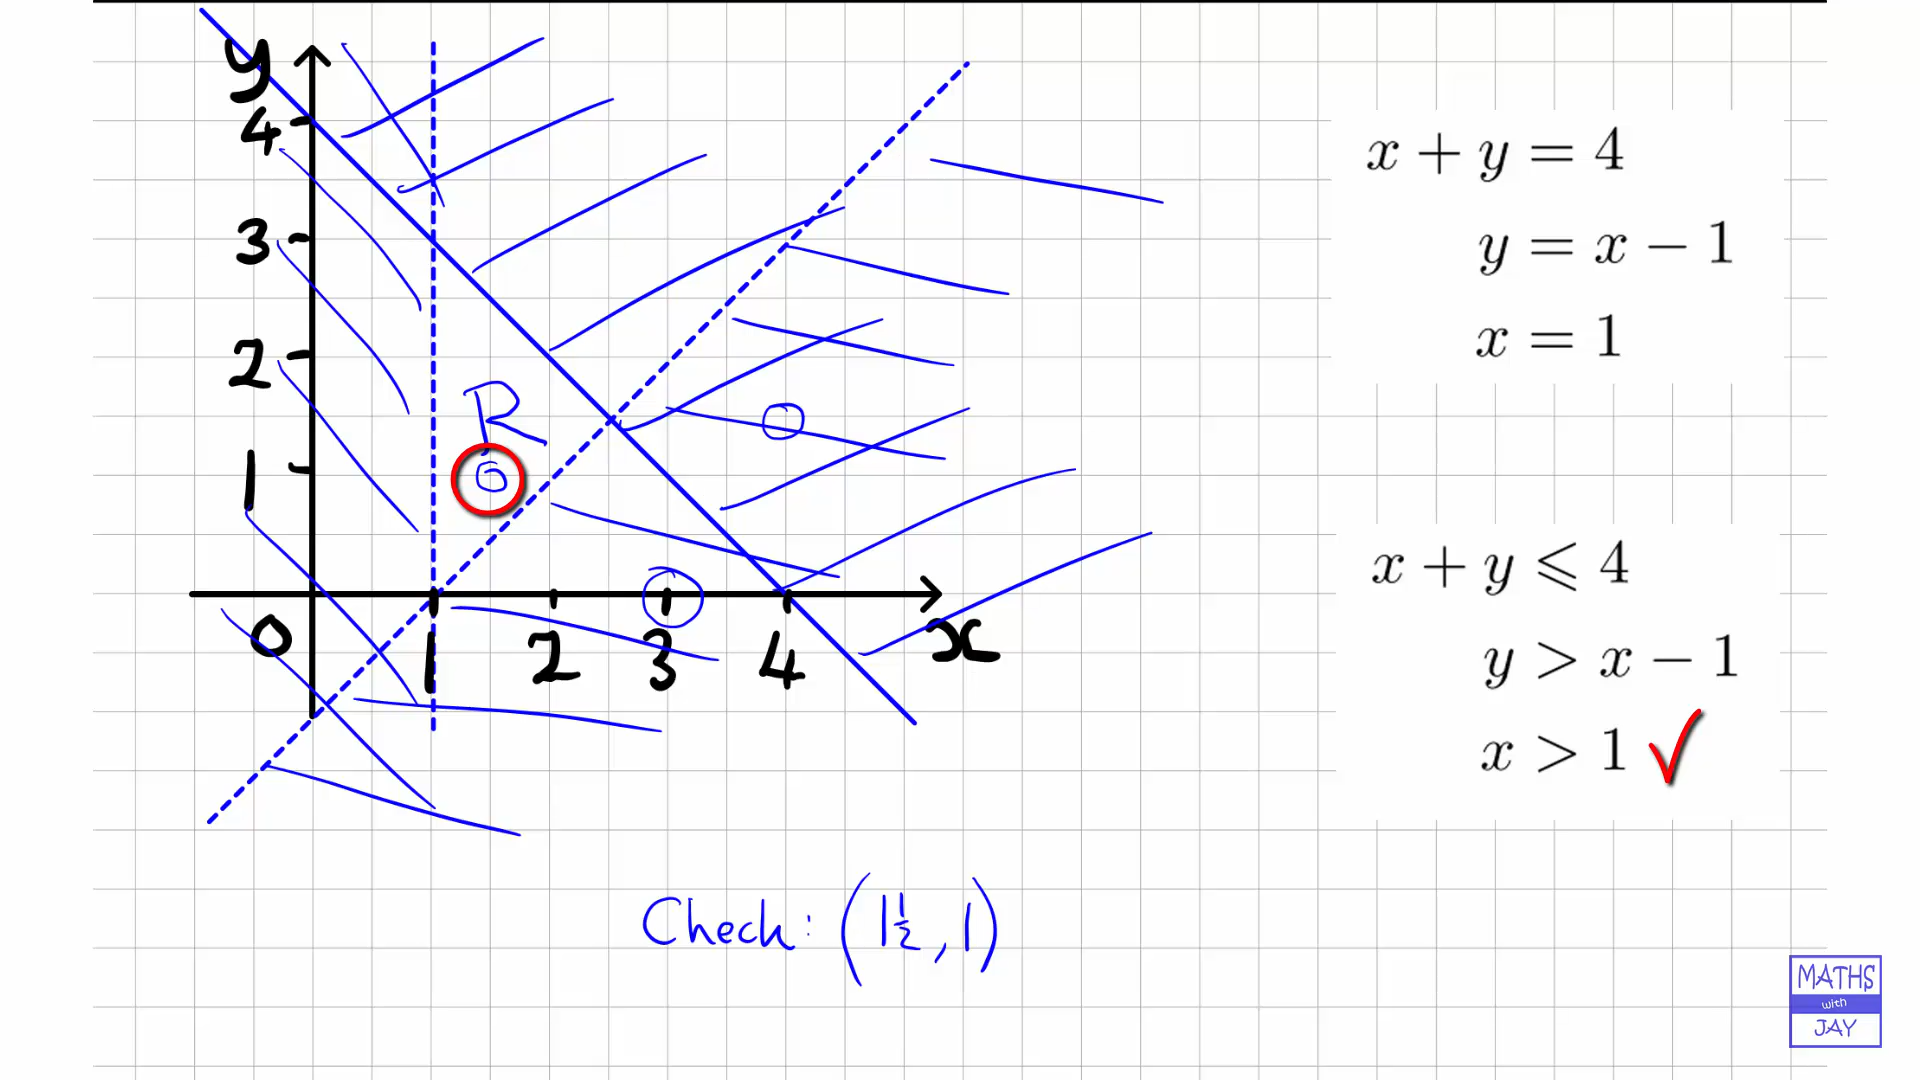 y
4
3
2
1
R
0
1
2
3
4
x
x + y = 4
y = x − 1
x = 1
x + y ⩽ 4
y > x − 1
x > 1 ✓
Check: (1½, 1)
MATHS
with
JAY